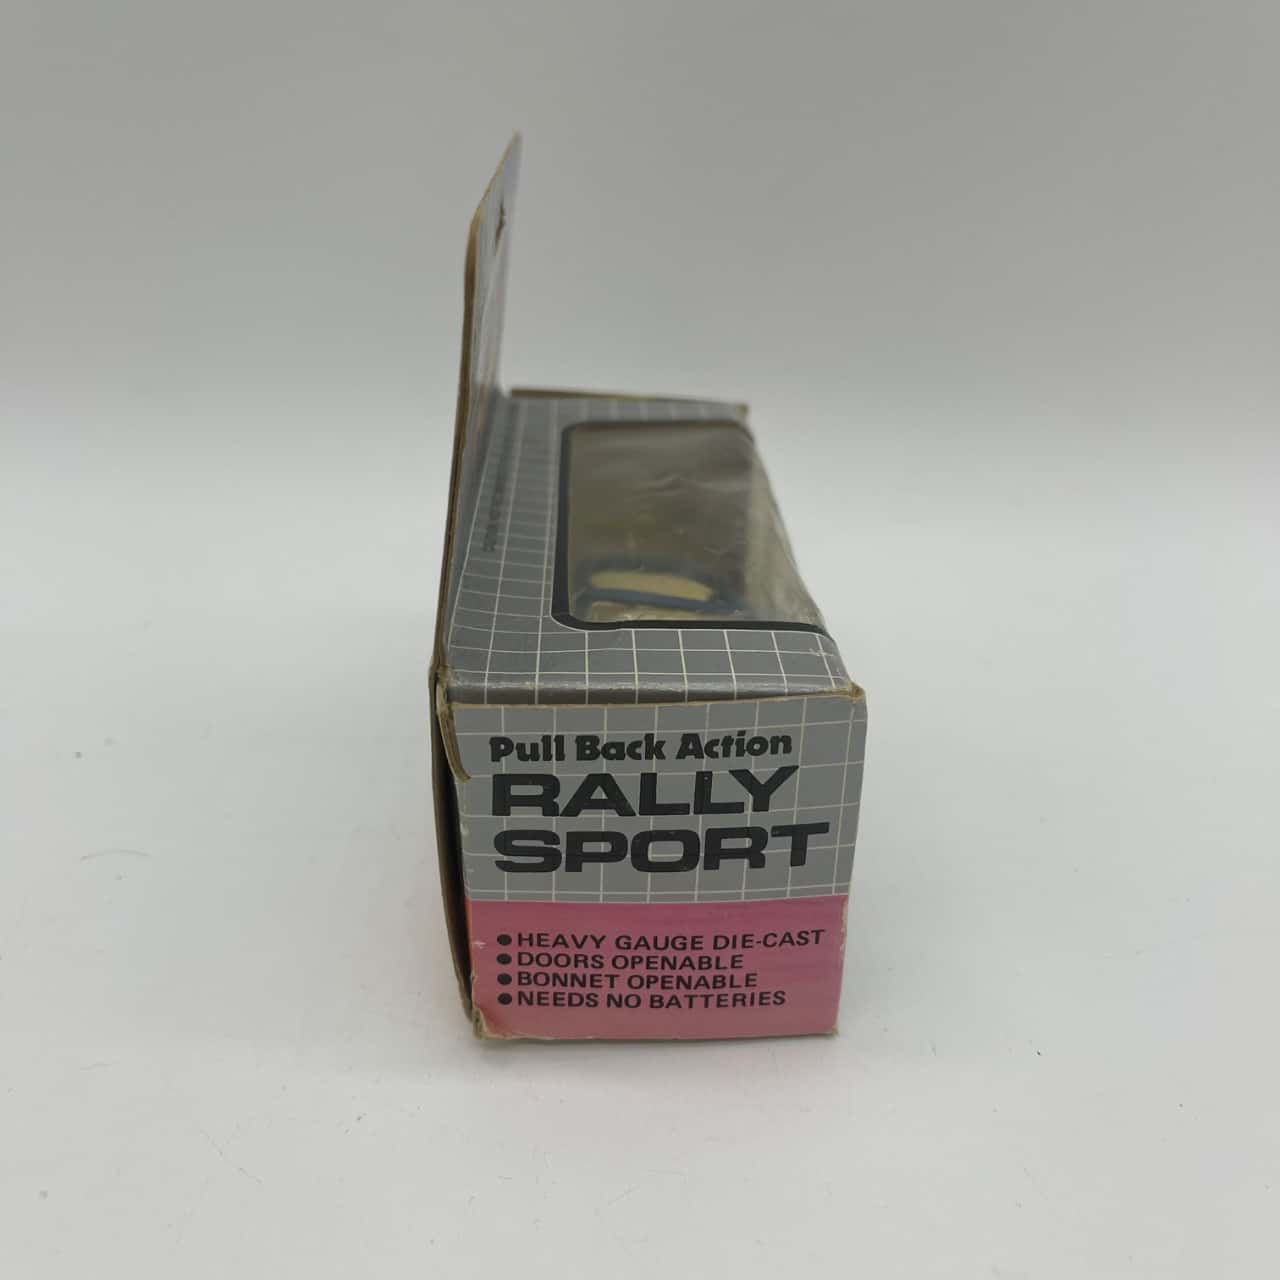 Pull Back Action
RALLY
SPORT
●HEAVY GAUGE DIE-CAST
●DOORS OPENABLE
●BONNET OPENABLE
●NEEDS NO BATTERIES